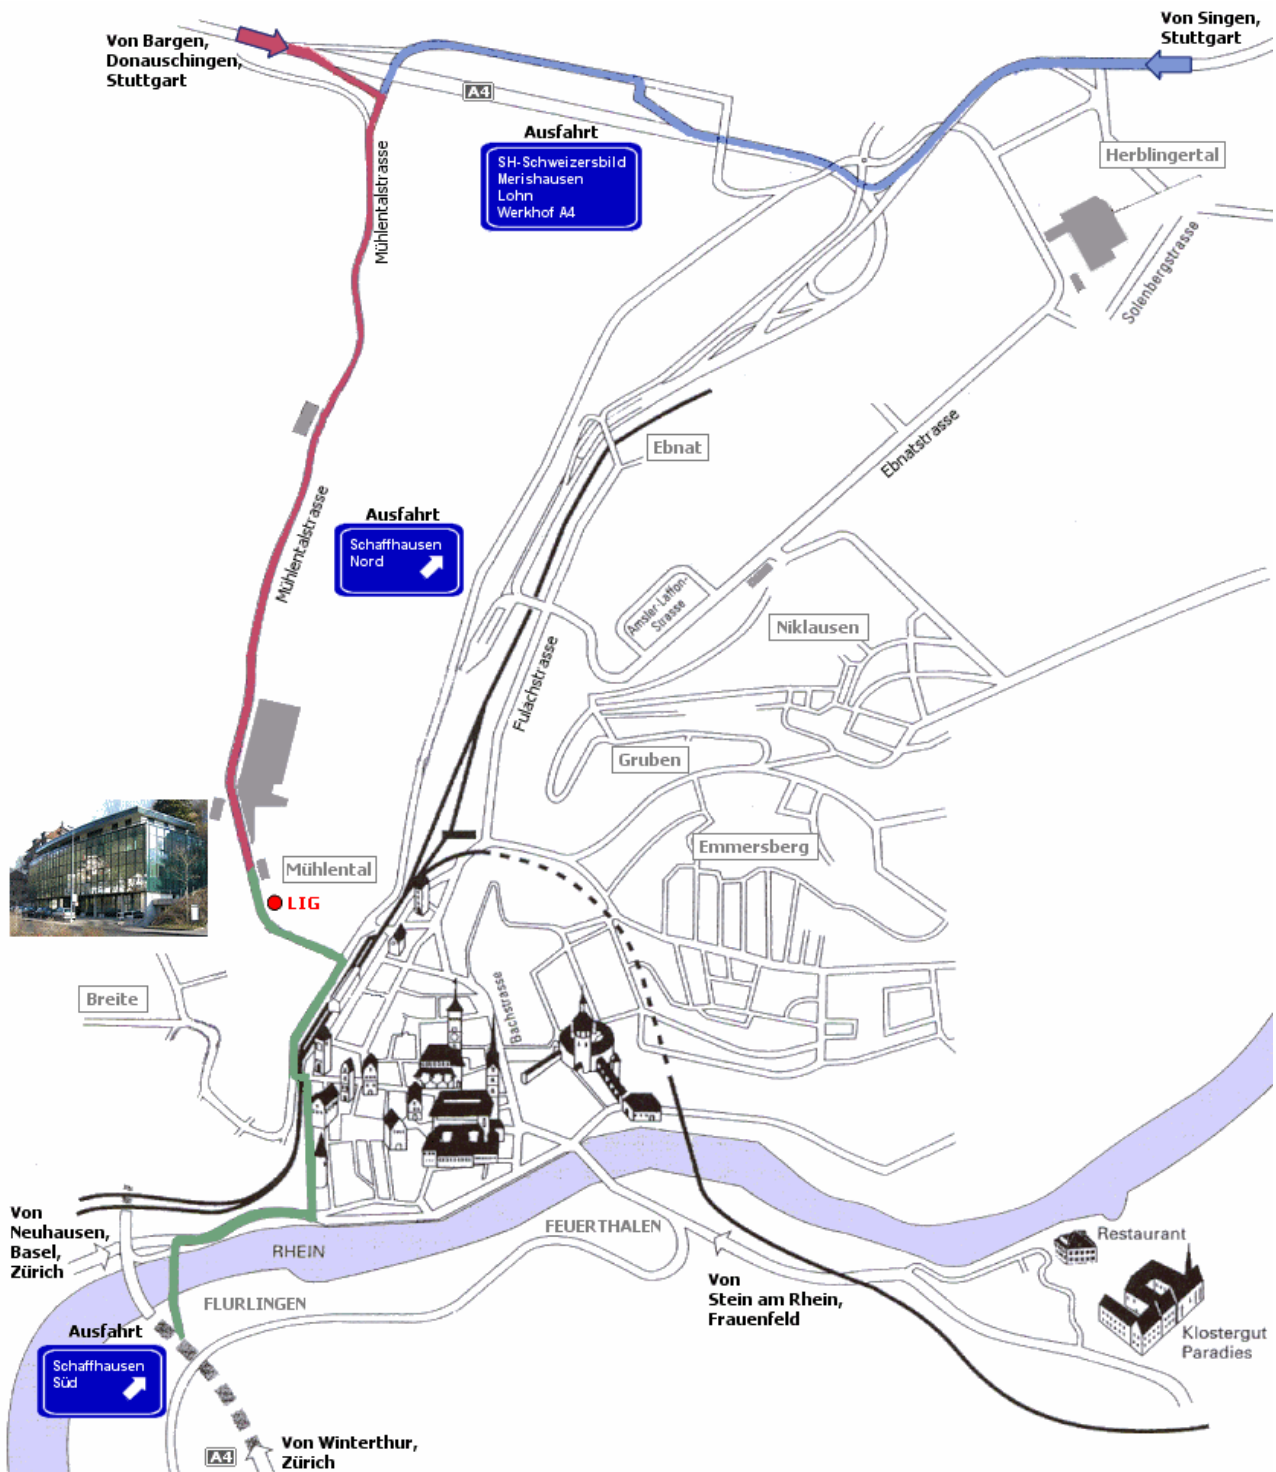 Von Bargen,
Donauschingen,
Stuttgart
Von Singen,
Stuttgart
A4
Ausfahrt
SH-Schweizersbild
Merishausen
Lohn
Werkhof A4
Herblingertal
Mühlentalstrasse
Solenbergstrasse
Ebnat
Ebnatstrasse
Mühlentalstrasse
Ausfahrt
Schaffhausen
Nord
Amsler-Laffon-
Strasse
Niklausen
Fulachstrasse
Gruben
Emmersberg
Mühlental
LIG
Breite
Bachstrasse
Von
Neuhausen,
Basel,
Zürich
RHEIN
FEUERTHALEN
Restaurant
Von
Stein am Rhein,
Frauenfeld
FLURLINGEN
Klostergut
Paradies
Ausfahrt
Schaffhausen
Süd
A4
Von Winterthur,
Zürich